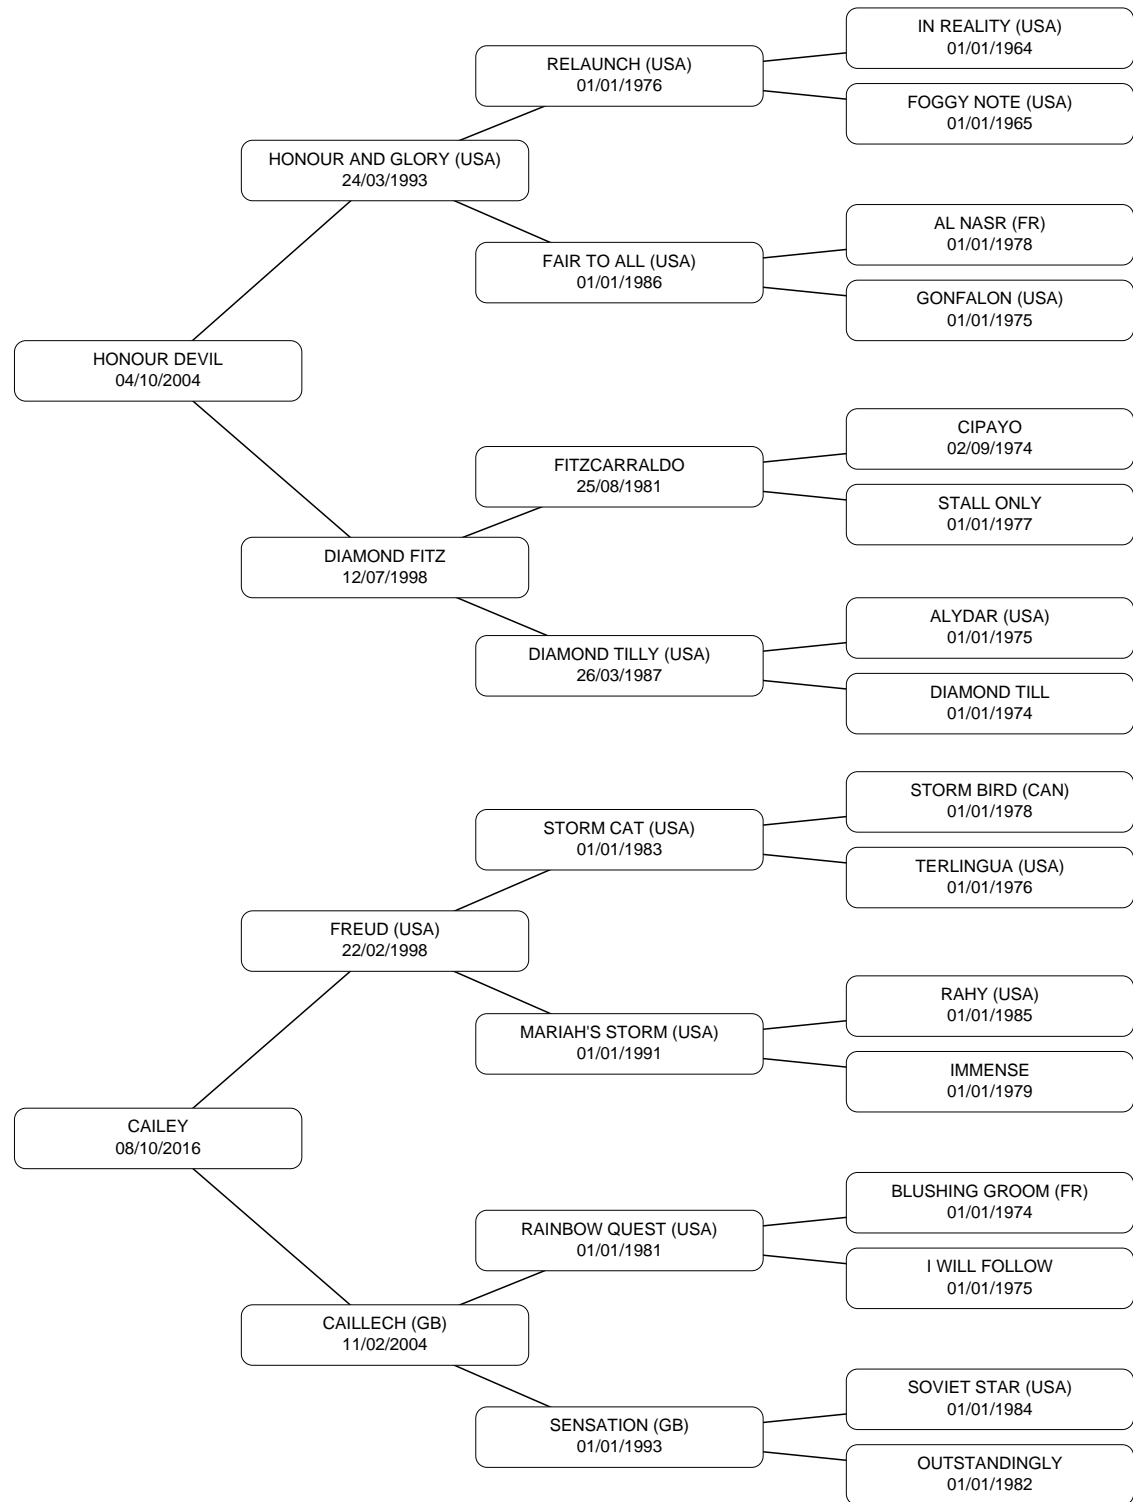 IN REALITY (USA)
01/01/1964
RELAUNCH (USA)
01/01/1976
FOGGY NOTE (USA)
01/01/1965
HONOUR AND GLORY (USA)
24/03/1993
AL NASR (FR)
01/01/1978
FAIR TO ALL (USA)
01/01/1986
GONFALON (USA)
01/01/1975
HONOUR DEVIL
04/10/2004
CIPAYO
02/09/1974
FITZCARRALDO
25/08/1981
STALL ONLY
01/01/1977
DIAMOND FITZ
12/07/1998
ALYDAR (USA)
01/01/1975
DIAMOND TILLY (USA)
26/03/1987
DIAMOND TILL
01/01/1974
STORM BIRD (CAN)
01/01/1978
STORM CAT (USA)
01/01/1983
TERLINGUA (USA)
01/01/1976
FREUD (USA)
22/02/1998
RAHY (USA)
01/01/1985
MARIAH'S STORM (USA)
01/01/1991
IMMENSE
01/01/1979
CAILEY
08/10/2016
BLUSHING GROOM (FR)
01/01/1974
RAINBOW QUEST (USA)
01/01/1981
I WILL FOLLOW
01/01/1975
CAILLECH (GB)
11/02/2004
SOVIET STAR (USA)
01/01/1984
SENSATION (GB)
01/01/1993
OUTSTANDINGLY
01/01/1982